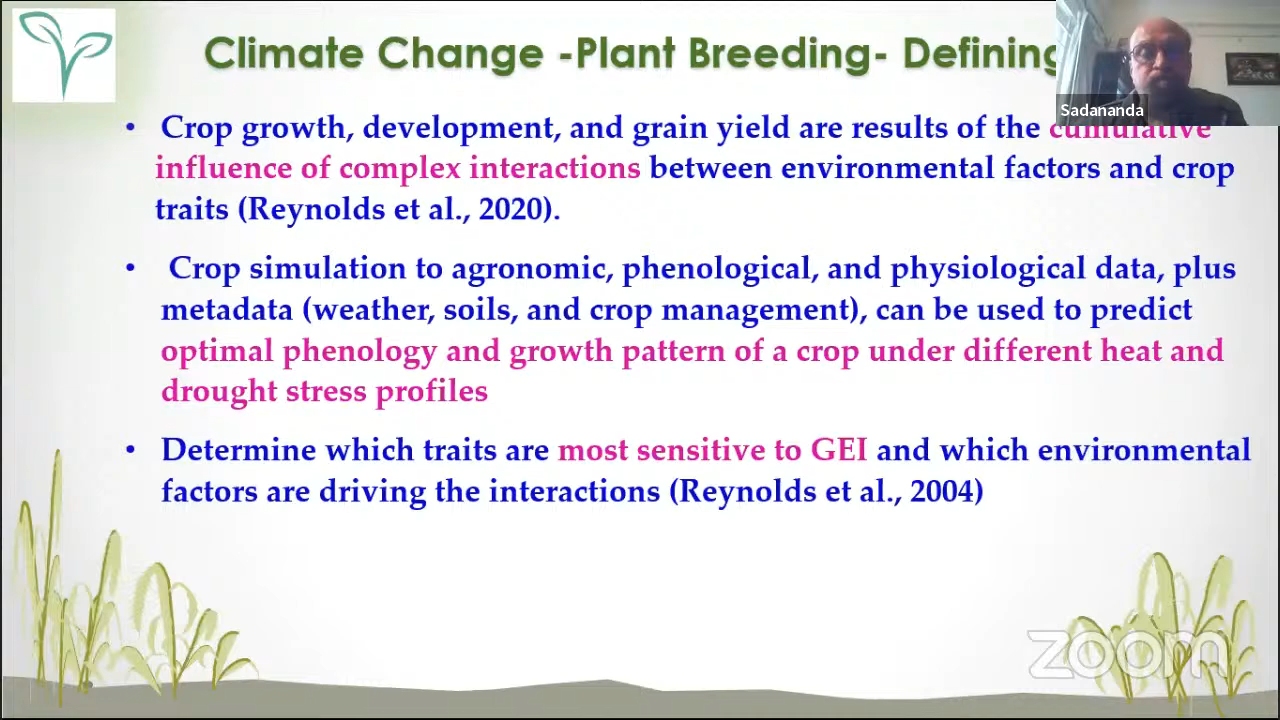 Climate Change -Plant Breeding- Defining
Sadananda
• Crop growth, development, and grain yield are results of the cumulative
influence of complex interactions between environmental factors and crop
traits (Reynolds et al., 2020).
• Crop simulation to agronomic, phenological, and physiological data, plus
metadata (weather, soils, and crop management), can be used to predict
optimal phenology and growth pattern of a crop under different heat and
drought stress profiles
• Determine which traits are most sensitive to GEI and which environmental
factors are driving the interactions (Reynolds et al., 2004)
zoom